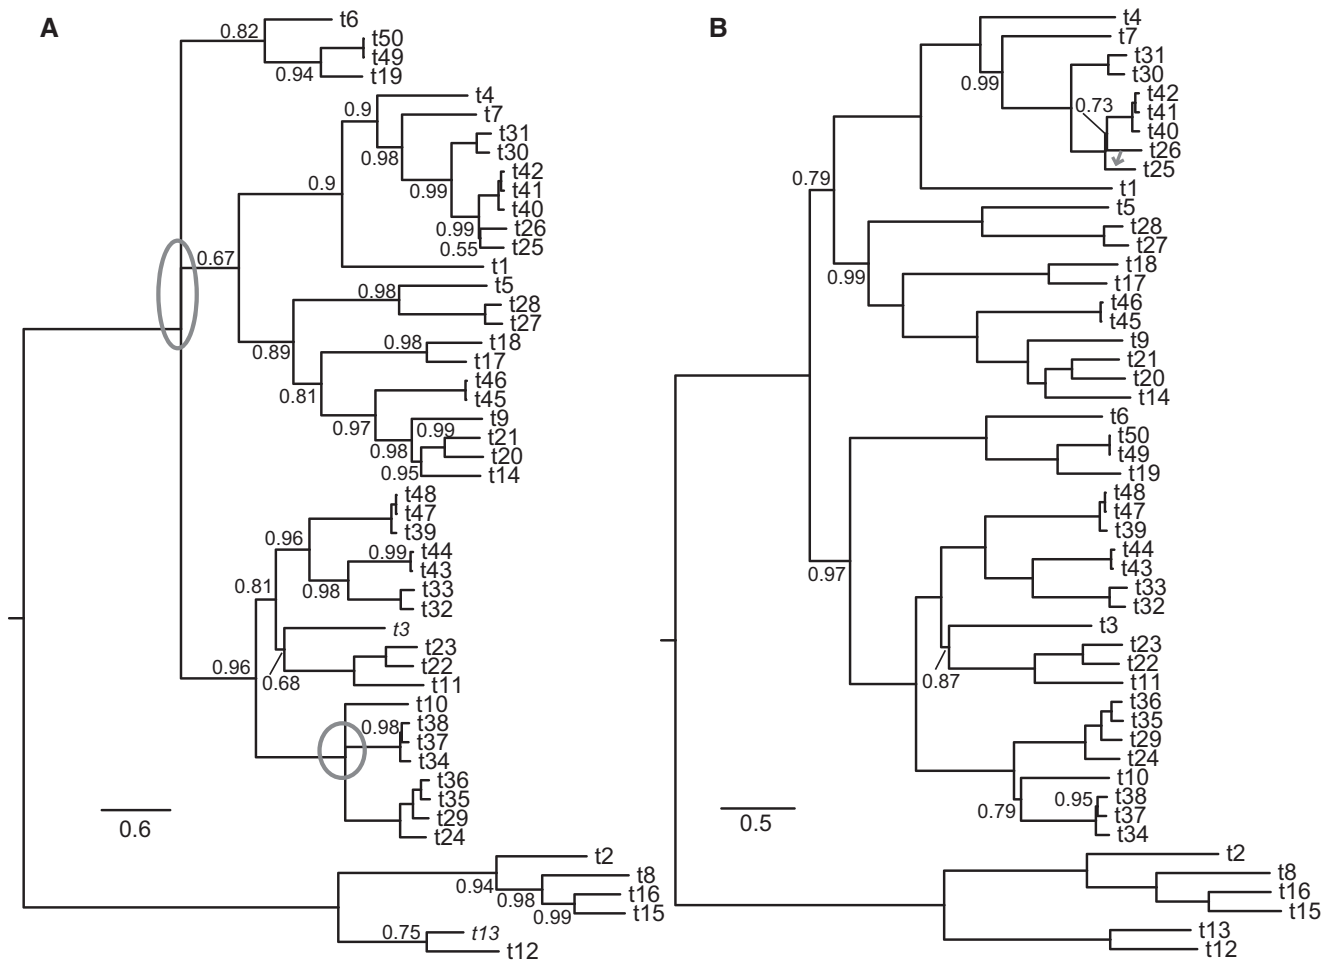 A
0.82
t6
t50
t49
0.94
t19
0.9
t4
t7
0.98
t31
t30
0.9
0.99
t42
t41
t40
0.99
t26
0.55
t25
0.67
t1
0.98
t5
t28
t27
0.89
0.98
t18
t17
0.81
t46
t45
0.97
t9
0.99
t21
0.98
t20
0.95
t14
t48
t47
t39
0.96
0.99
t44
t43
0.98
t33
t32
0.81
t3
t23
t22
0.96
0.68
t11
t10
0.98
t38
t37
t34
t36
t35
t29
t24
0.6
t2
0.94
t8
0.98
t16
0.99
t15
0.75
t13
t12
B
t4
t7
0.99
t31
t30
0.73
t42
t41
t40
t26
t25
0.79
t1
t5
t28
t27
0.99
t18
t17
t46
t45
t9
t21
t20
t14
t6
t50
t49
t19
t48
t47
t39
t44
t43
0.97
t33
t32
t3
t23
t22
0.87
t11
t36
t35
t29
t24
t10
0.95
t38
0.79
t37
t34
0.5
t2
t8
t16
t15
t13
t12